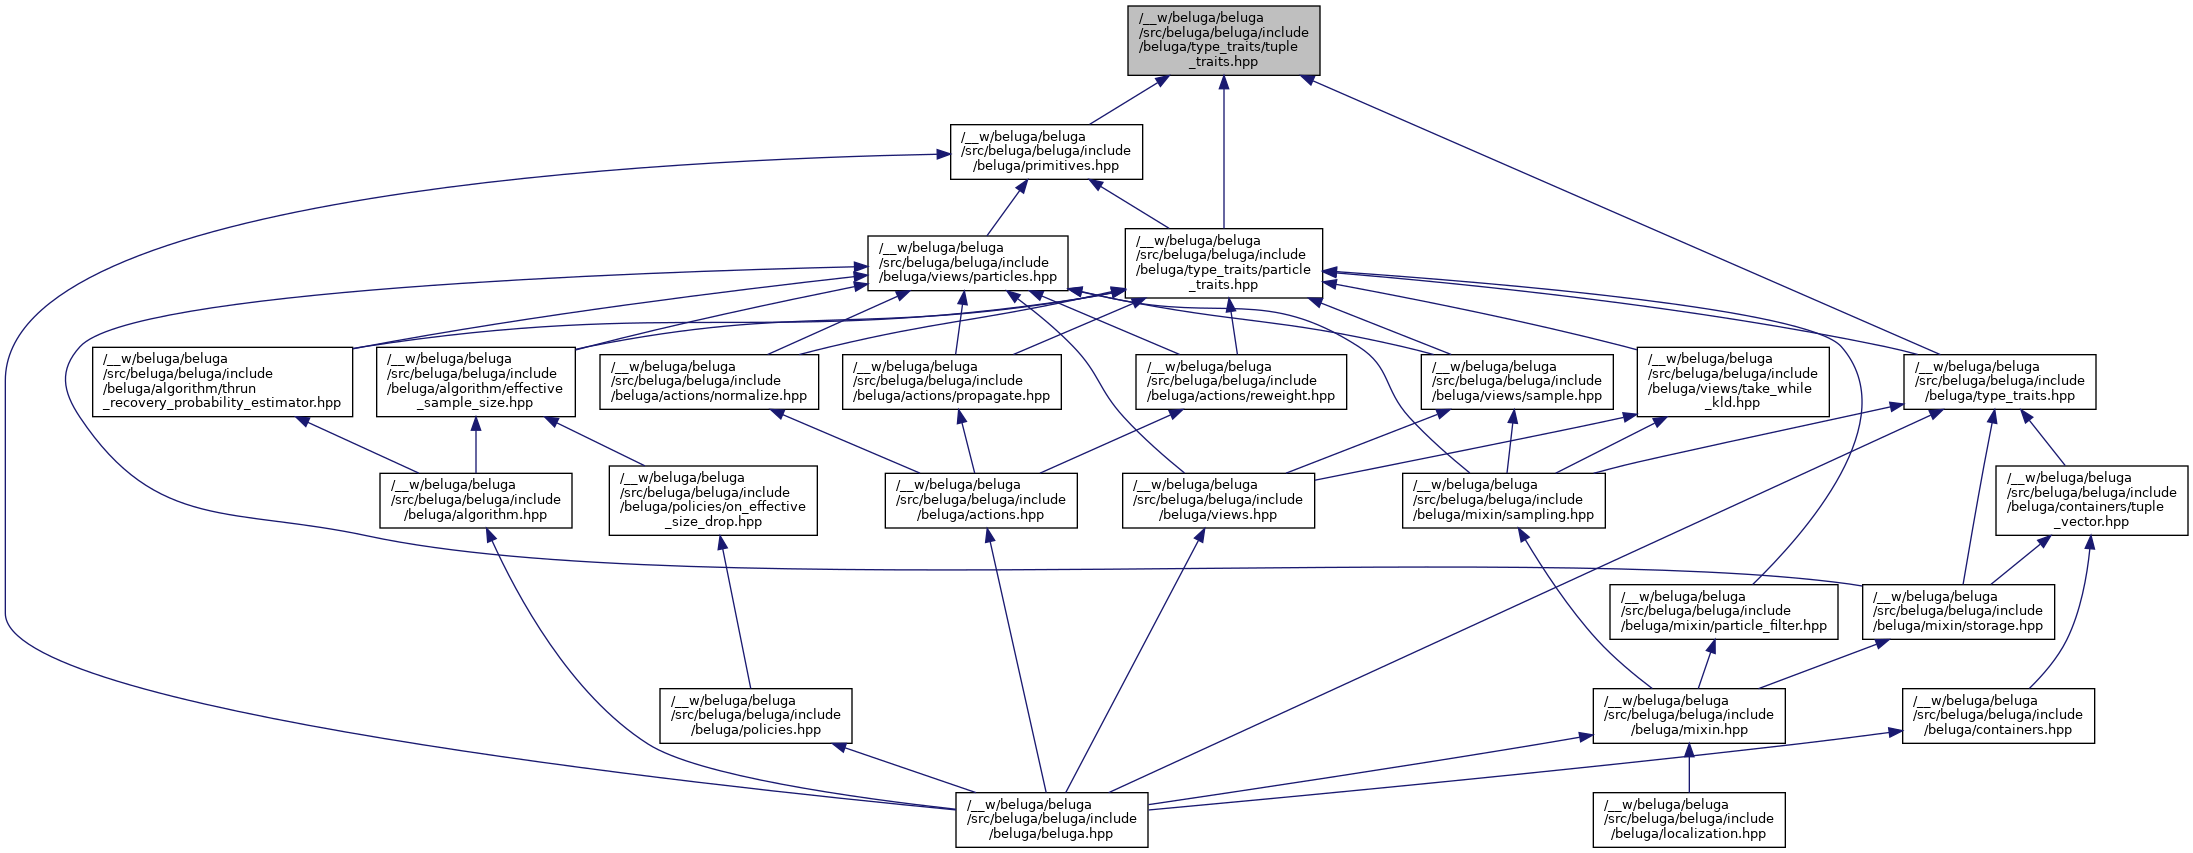 /__w/beluga/beluga
/src/beluga/beluga/include
/beluga/type_traits/tuple
_traits.hpp
/__w/beluga/beluga
/src/beluga/beluga/include
/beluga/primitives.hpp
/__w/beluga/beluga
/src/beluga/beluga/include
/beluga/views/particles.hpp
/__w/beluga/beluga
/src/beluga/beluga/include
/beluga/type_traits/particle
_traits.hpp
/__w/beluga/beluga
/src/beluga/beluga/include
/beluga/algorithm/thrun
_recovery_probability_estimator.hpp
/__w/beluga/beluga
/src/beluga/beluga/include
/beluga/algorithm/effective
_sample_size.hpp
/__w/beluga/beluga
/src/beluga/beluga/include
/beluga/actions/normalize.hpp
/__w/beluga/beluga
/src/beluga/beluga/include
/beluga/actions/propagate.hpp
/__w/beluga/beluga
/src/beluga/beluga/include
/beluga/actions/reweight.hpp
/__w/beluga/beluga
/src/beluga/beluga/include
/beluga/views/sample.hpp
/__w/beluga/beluga
/src/beluga/beluga/include
/beluga/views/take_while
_kld.hpp
/__w/beluga/beluga
/src/beluga/beluga/include
/beluga/type_traits.hpp
/__w/beluga/beluga
/src/beluga/beluga/include
/beluga/algorithm.hpp
/__w/beluga/beluga
/src/beluga/beluga/include
/beluga/policies/on_effective
_size_drop.hpp
/__w/beluga/beluga
/src/beluga/beluga/include
/beluga/actions.hpp
/__w/beluga/beluga
/src/beluga/beluga/include
/beluga/views.hpp
/__w/beluga/beluga
/src/beluga/beluga/include
/beluga/mixin/sampling.hpp
/__w/beluga/beluga
/src/beluga/beluga/include
/beluga/containers/tuple
_vector.hpp
/__w/beluga/beluga
/src/beluga/beluga/include
/beluga/mixin/particle_filter.hpp
/__w/beluga/beluga
/src/beluga/beluga/include
/beluga/mixin/storage.hpp
/__w/beluga/beluga
/src/beluga/beluga/include
/beluga/policies.hpp
/__w/beluga/beluga
/src/beluga/beluga/include
/beluga/mixin.hpp
/__w/beluga/beluga
/src/beluga/beluga/include
/beluga/containers.hpp
/__w/beluga/beluga
/src/beluga/beluga/include
/beluga/beluga.hpp
/__w/beluga/beluga
/src/beluga/beluga/include
/beluga/localization.hpp